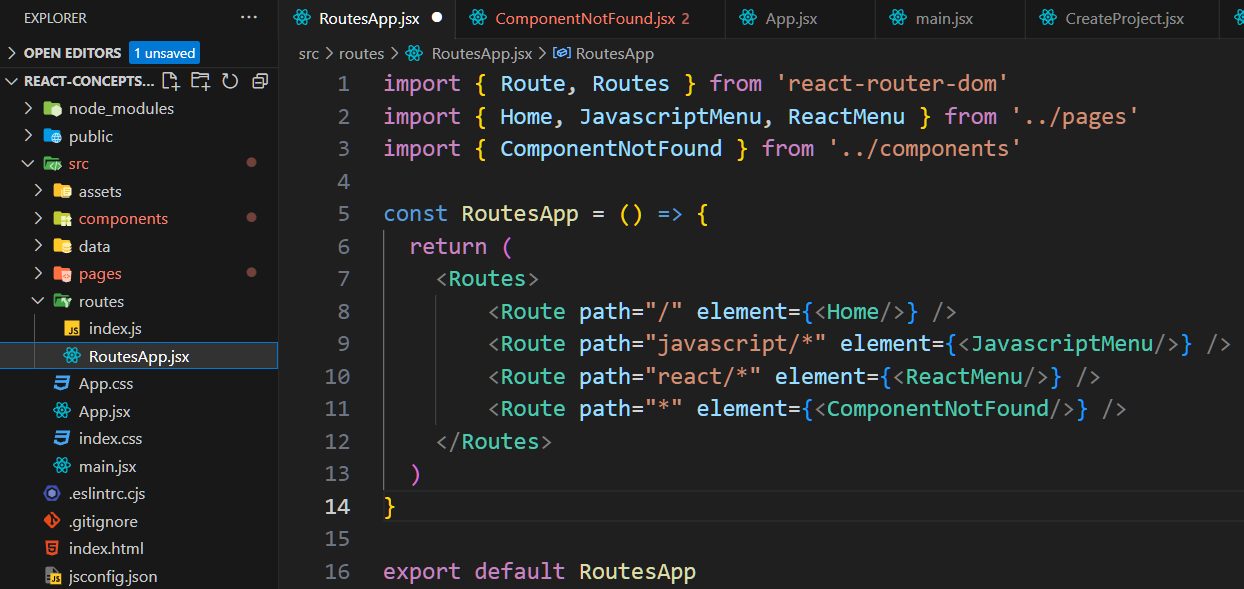 EXPLORER ...
OPEN EDITORS 1 unsaved
REACT-CONCEPTS...
node_modules
public
src
assets
components
data
pages
routes
index.js
RoutesApp.jsx
App.css
App.jsx
index.css
main.jsx
.eslintrc.cjs
.gitignore
index.html
jsconfig.json
RoutesApp.jsx ComponentNotFound.jsx 2 App.jsx main.jsx CreateProject.jsx
src > routes > RoutesApp.jsx > RoutesApp
1 import { Route, Routes } from 'react-router-dom'
2 import { Home, JavascriptMenu, ReactMenu } from '../pages'
3 import { ComponentNotFound } from '../components'
4
5 const RoutesApp = () => {
6   return (
7     <Routes>
8         <Route path="/" element={<Home/>} />
9         <Route path="javascript/*" element={<JavascriptMenu/>} />
10         <Route path="react/*" element={<ReactMenu/>} />
11         <Route path="*" element={<ComponentNotFound/>} />
12     </Routes>
13   )
14 }
15
16 export default RoutesApp